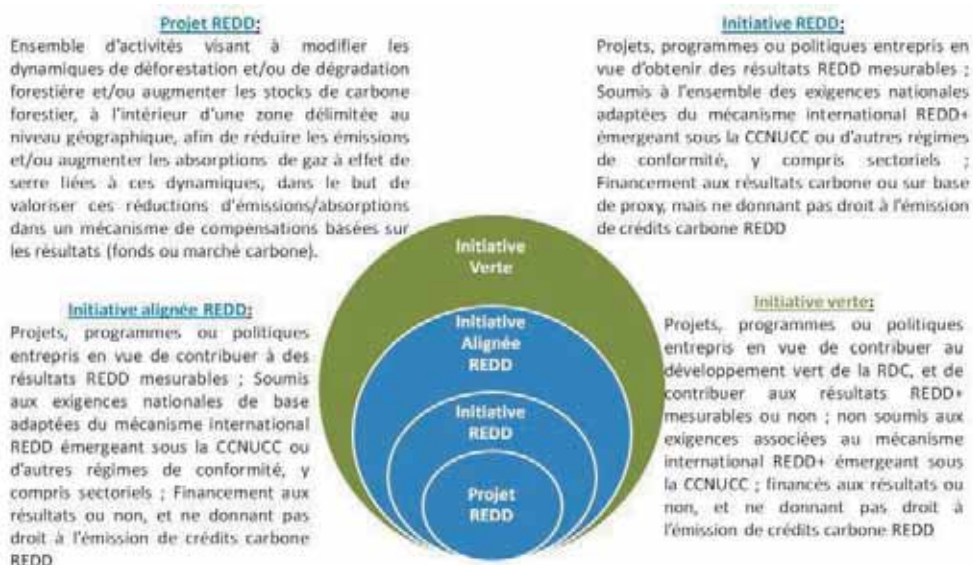 Projet REDD:
Ensemble d'activités visant à modifier les
dynamiques de déforestation et/ou de dégradation
forestière et/ou augmenter les stocks de carbone
forestier, à l'intérieur d'une zone délimitée au
niveau géographique, afin de réduire les émissions
et/ou augmenter les absorptions de gaz à effet de
serre liées à ces dynamiques, dans le but de
valoriser ces réductions d'émissions/absorptions
dans un mécanisme de compensations basées sur
les résultats (fonds ou marché carbone).
Initiative REDD:
Projets, programmes ou politiques entrepris en
vue d'obtenir des résultats REDD mesurables ;
Soumis à l'ensemble des exigences nationales
adaptées du mécanisme international REDD+
émergeant sous la CCNUCC ou d'autres régimes
de conformité, y compris sectoriels ;
Financement aux résultats carbone ou sur base
de proxy, mais ne donnant pas droit à l'émission
de crédits carbone REDD
Initiative alignée REDD:
Projets, programmes ou politiques
entrepris en vue de contribuer à des
résultats REDD mesurables ; Soumis
aux exigences nationales de base
adaptées du mécanisme international
REDD émergeant sous la CCNUCC ou
d'autres régimes de conformité, y
compris sectoriels ; Financement aux
résultats ou non, et ne donnant pas
droit à l'émission de crédits carbone
REDD
Initiative
Verte
Initiative
Alignée
REDD
Initiative
REDD
Projet
REDD
Initiative verte:
Projets, programmes ou politiques
entrepris en vue de contribuer au
développement vert de la RDC, et de
contribuer aux résultats REDD+
mesurables ou non ; non soumis aux
exigences associées au mécanisme
international REDD+ émergeant sous
la CCNUCC ; financés aux résultats ou
non, et ne donnant pas droit à
l'émission de crédits carbone REDD